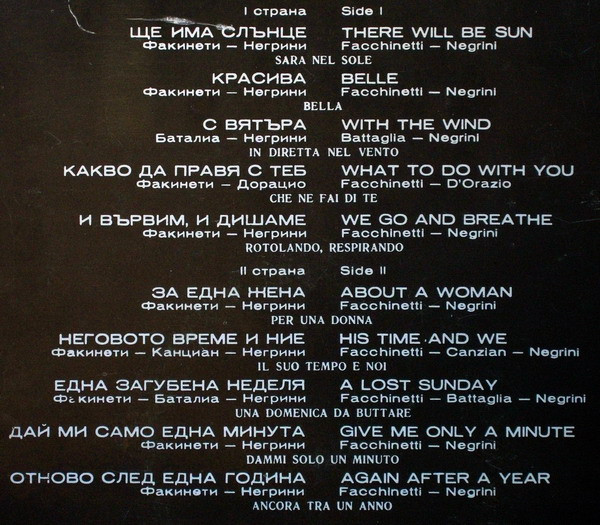 I страна Side I
ЩЕ ИМА СЛЪНЦЕ THERE WILL BE SUN
Факинети — Негрини Facchinetti — Negrini
SARA NEL SOLE
КРАСИВА BELLE
Факинети — Негрини Facchinetti — Negrini
BELLA
С ВЯТЪРА WITH THE WIND
Баталиа — Негрини Battaglia — Negrini
IN DIRETTA NEL VENTO
КАКВО ДА ПРАВЯ С ТЕБ WHAT TO DO WITH YOU
Факинети — Дорацио Facchinetti — D'Orazio
CHE NE FAI DI TE
И ВЪРВИМ, И ДИШАМЕ WE GO AND BREATHE
Факинети — Негрини Facchinetti — Negrini
ROTOLANDO, RESPIRANDO
II страна Side II
ЗА ЕДНА ЖЕНА ABOUT A WOMAN
Факинети — Негрини Facchinetti — Negrini
PER UNA DONNA
НЕГОВОТО ВРЕМЕ И НИЕ HIS TIME AND WE
Факинети — Канциан — Негрини Facchinetti — Canzian — Negrini
IL SUO TEMPO E NOI
ЕДНА ЗАГУБЕНА НЕДЕЛЯ A LOST SUNDAY
Факинети — Баталиа — Негрини Facchinetti — Battaglia — Negrini
UNA DOMENICA DA BUTTARE
ДАЙ МИ САМО ЕДНА МИНУТА GIVE ME ONLY A MINUTE
Факинети — Негрини Facchinetti — Negrini
DAMMI SOLO UN MINUTO
ОТНОВО СЛЕД ЕДНА ГОДИНА AGAIN AFTER A YEAR
Факинети — Негрини Facchinetti — Negrini
ANCORA TRA UN ANNO